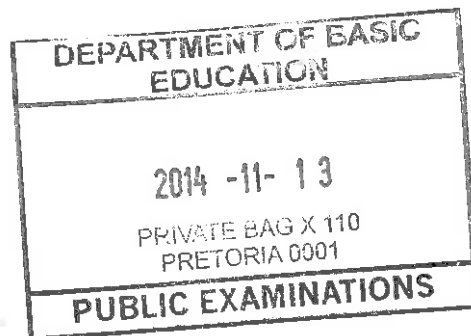 DEPARTMENT OF BASIC
EDUCATION
2014 -11- 13
PRIVATE BAG X 110
PRETORIA 0001
PUBLIC EXAMINATIONS